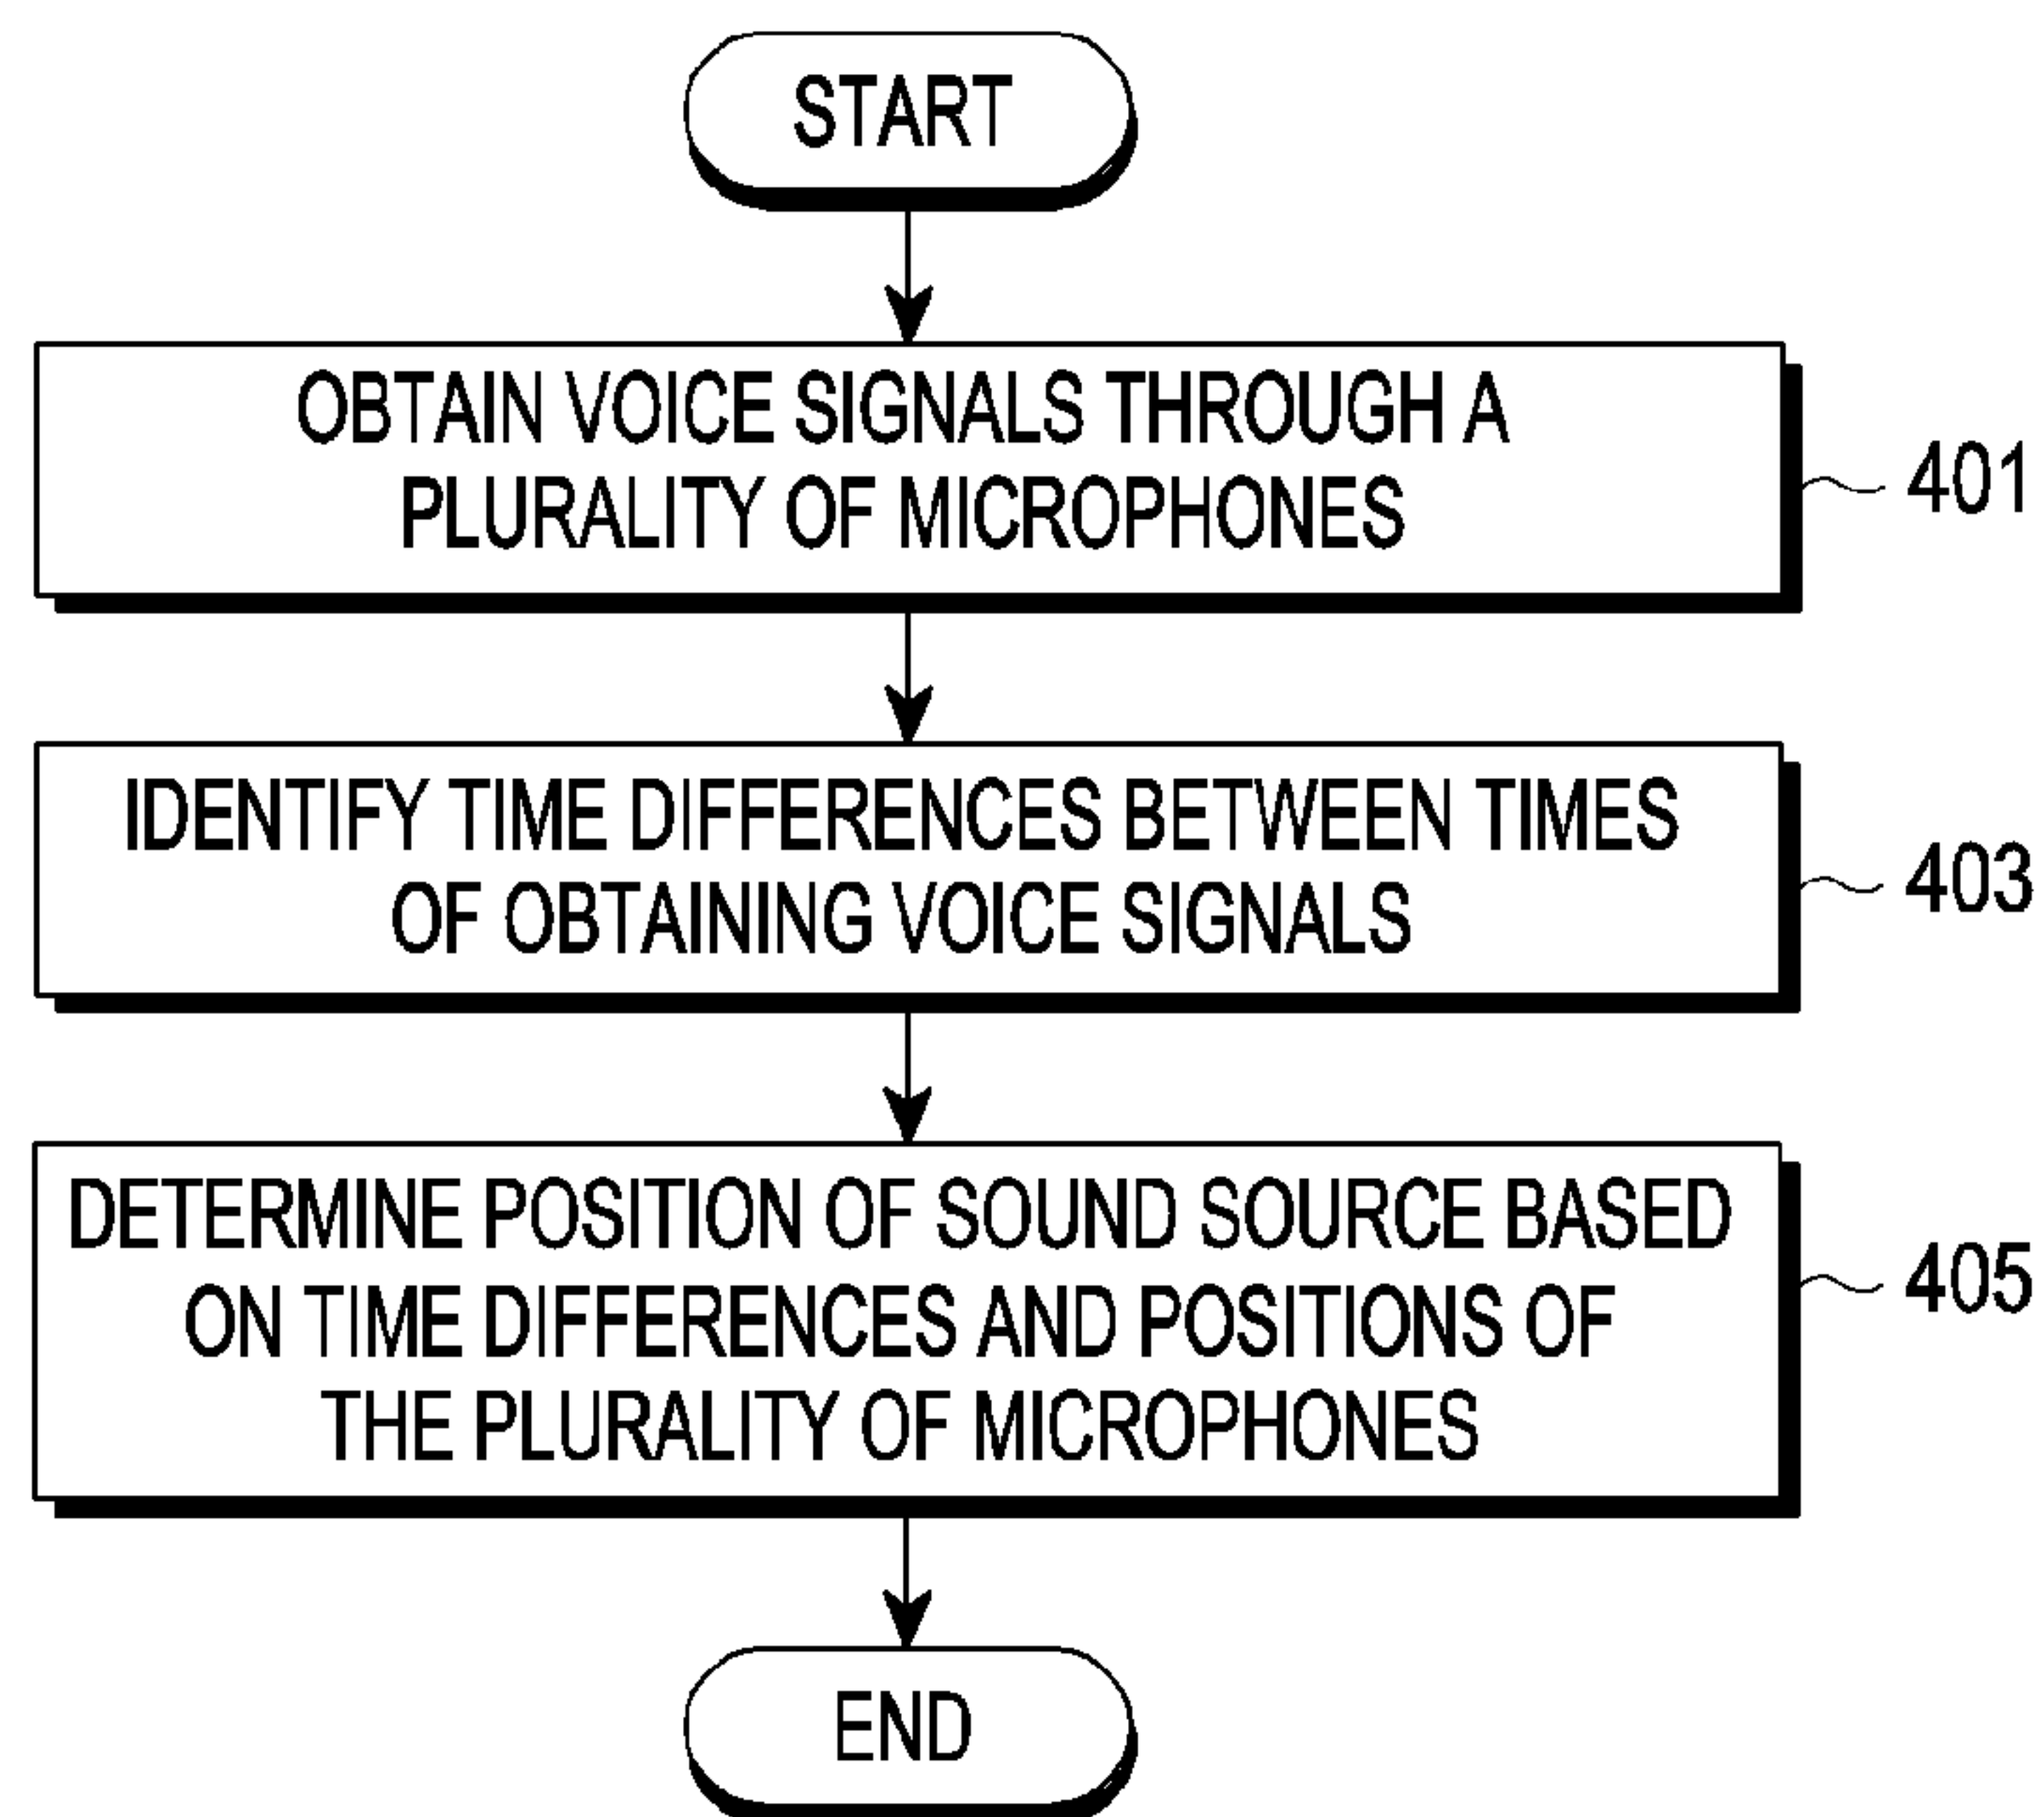 START
OBTAIN VOICE SIGNALS THROUGH A
PLURALITY OF MICROPHONES
401
IDENTIFY TIME DIFFERENCES BETWEEN TIMES
OF OBTAINING VOICE SIGNALS
403
DETERMINE POSITION OF SOUND SOURCE BASED
ON TIME DIFFERENCES AND POSITIONS OF
THE PLURALITY OF MICROPHONES
405
END